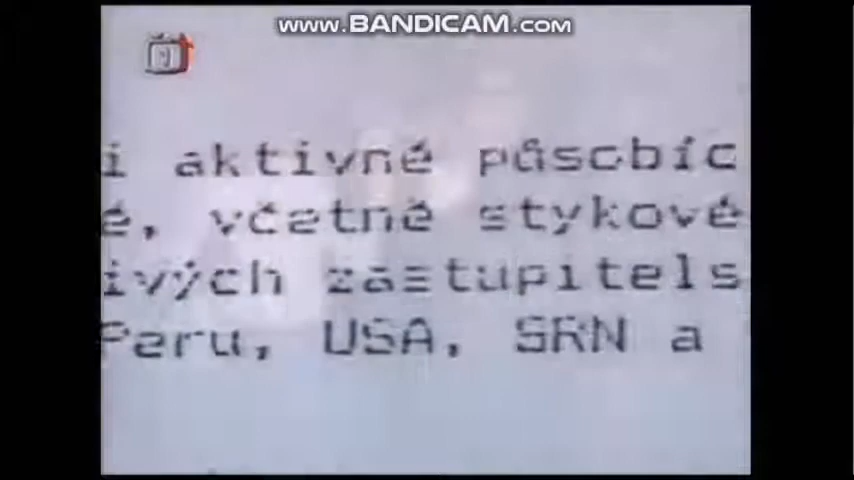 www.BANDICAM.com
i aktivně působíc
é, včetně stykové
ivých zastupitels
Peru, USA, SRN a